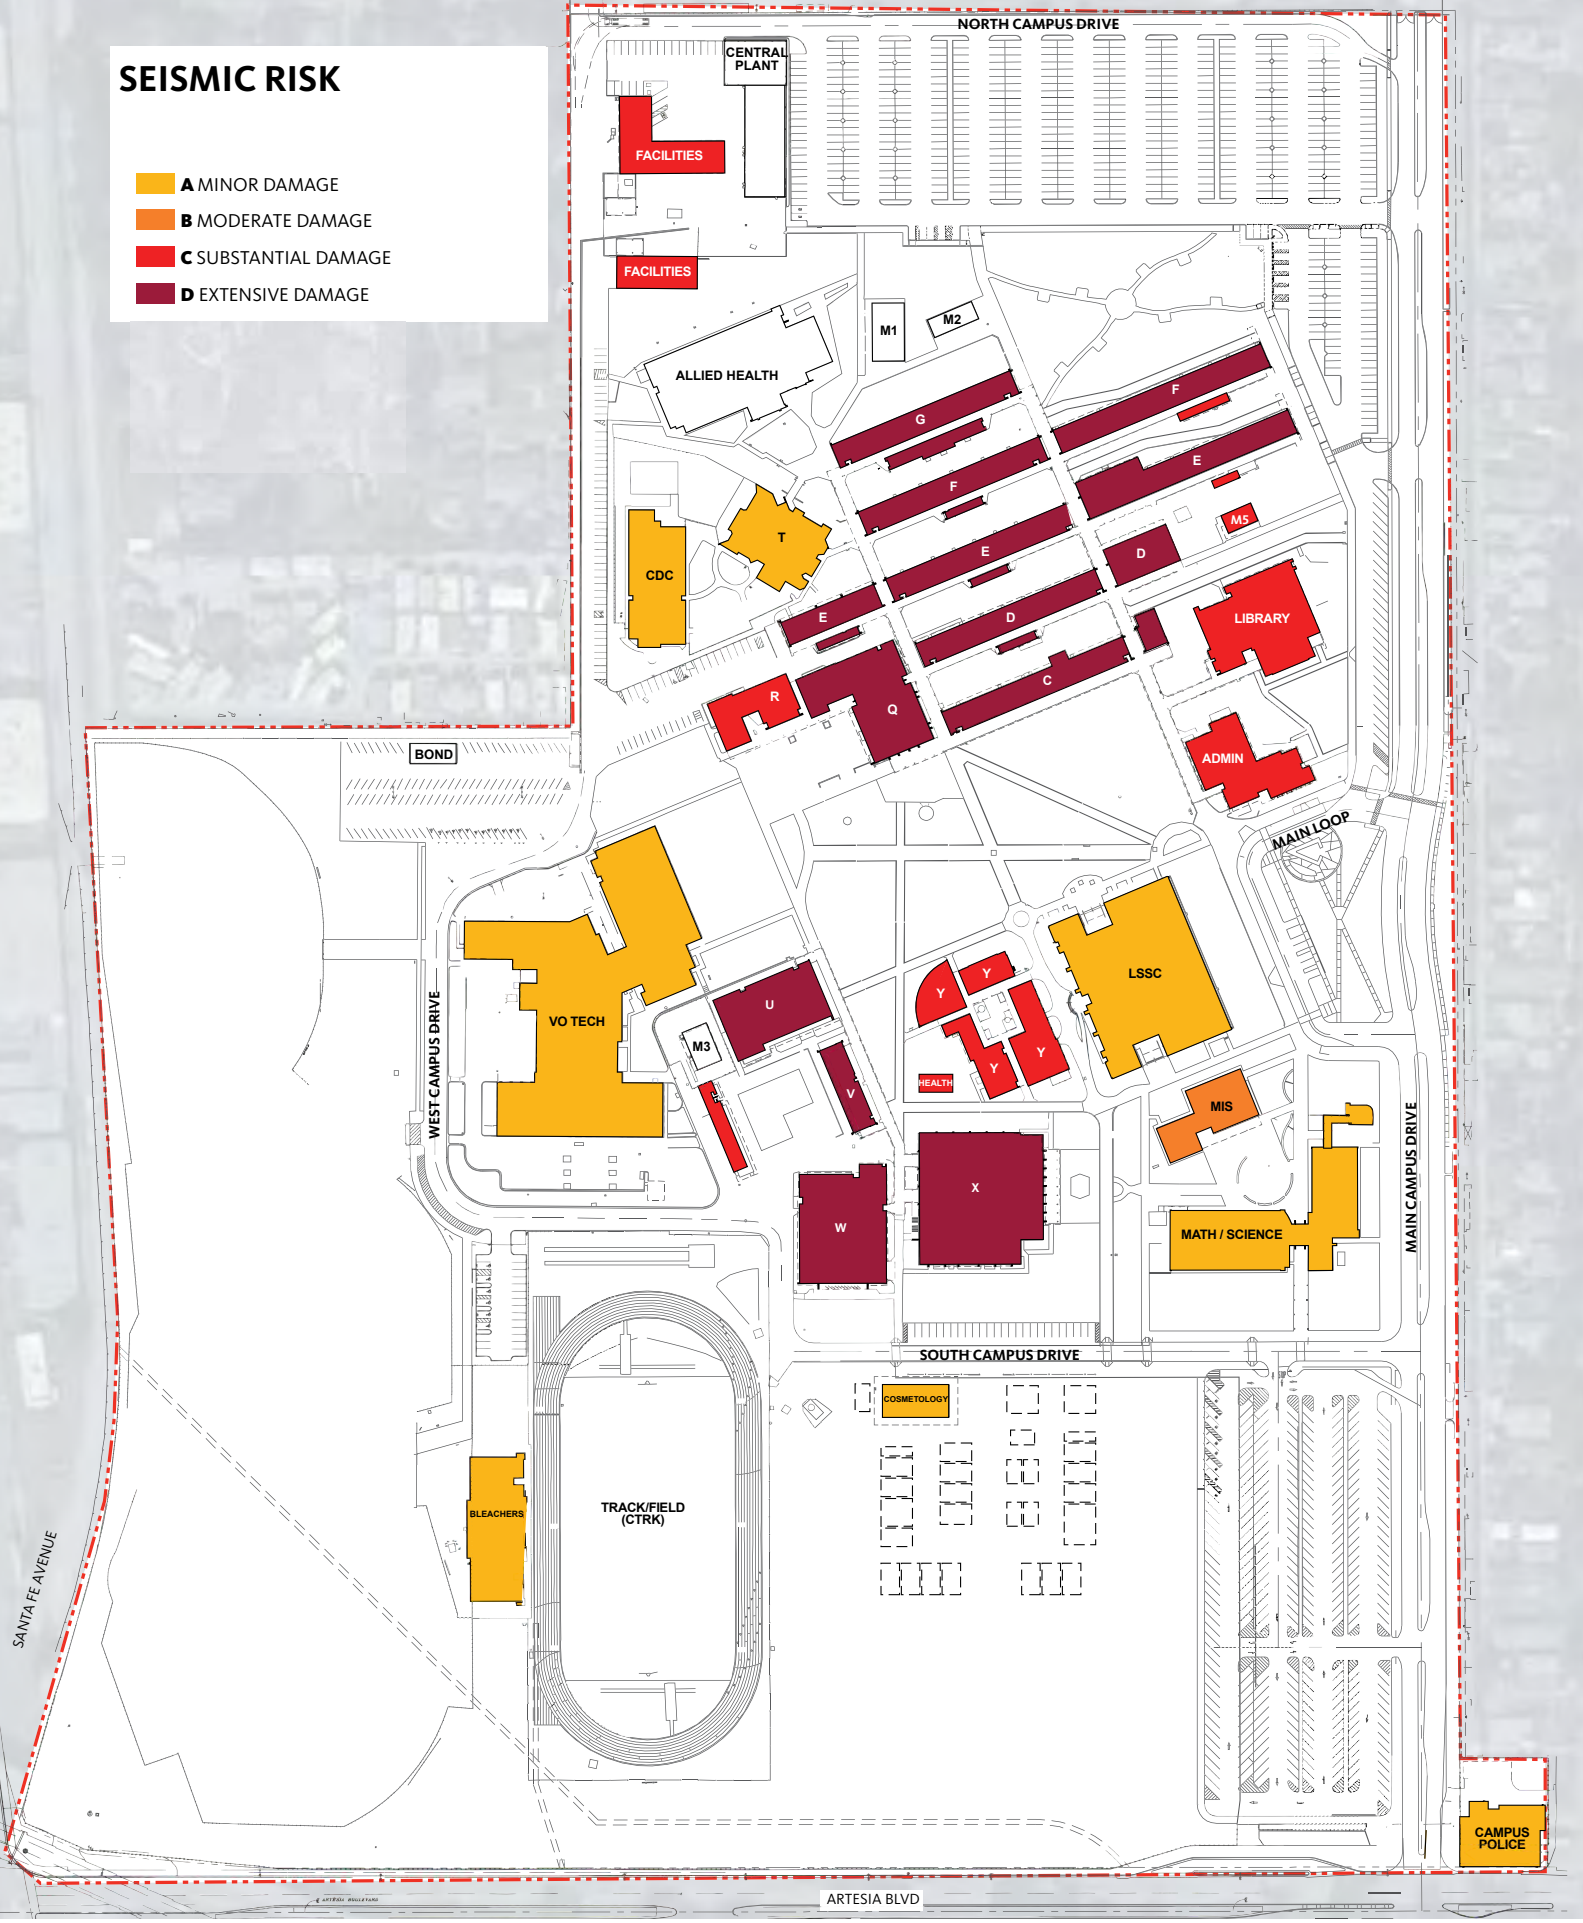 SEISMIC RISK
A MINOR DAMAGE
B MODERATE DAMAGE
C SUBSTANTIAL DAMAGE
D EXTENSIVE DAMAGE
NORTH CAMPUS DRIVE
CENTRAL
PLANT
FACILITIES
FACILITIES
M1
M2
ALLIED HEALTH
G
F
F
E
M5
T
CDC
E
D
E
D
LIBRARY
C
R
Q
ADMIN
BOND
MAIN LOOP
VO TECH
WEST CAMPUS DRIVE
U
M3
V
Y
Y
Y
Y
HEALTH
LSSC
MIS
X
W
MATH / SCIENCE
MAIN CAMPUS DRIVE
SOUTH CAMPUS DRIVE
COSMETOLOGY
BLEACHERS
TRACK/FIELD
(CTRK)
SANTA FE AVENUE
CAMPUS
POLICE
ARTESIA BLVD
ARTESIA BOULEVARD